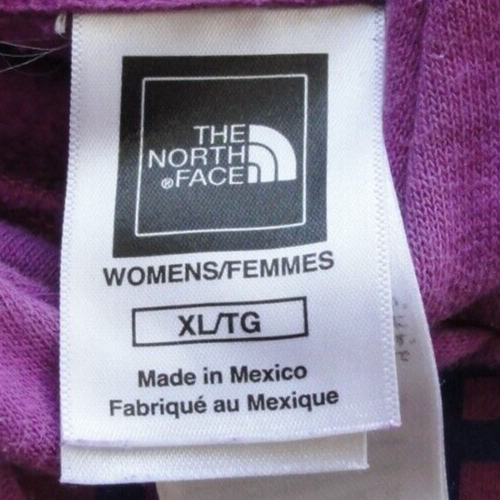 THE
NORTH
®FACE
WOMENS/FEMMES
XL/TG
Made in Mexico
Fabriqué au Mexique